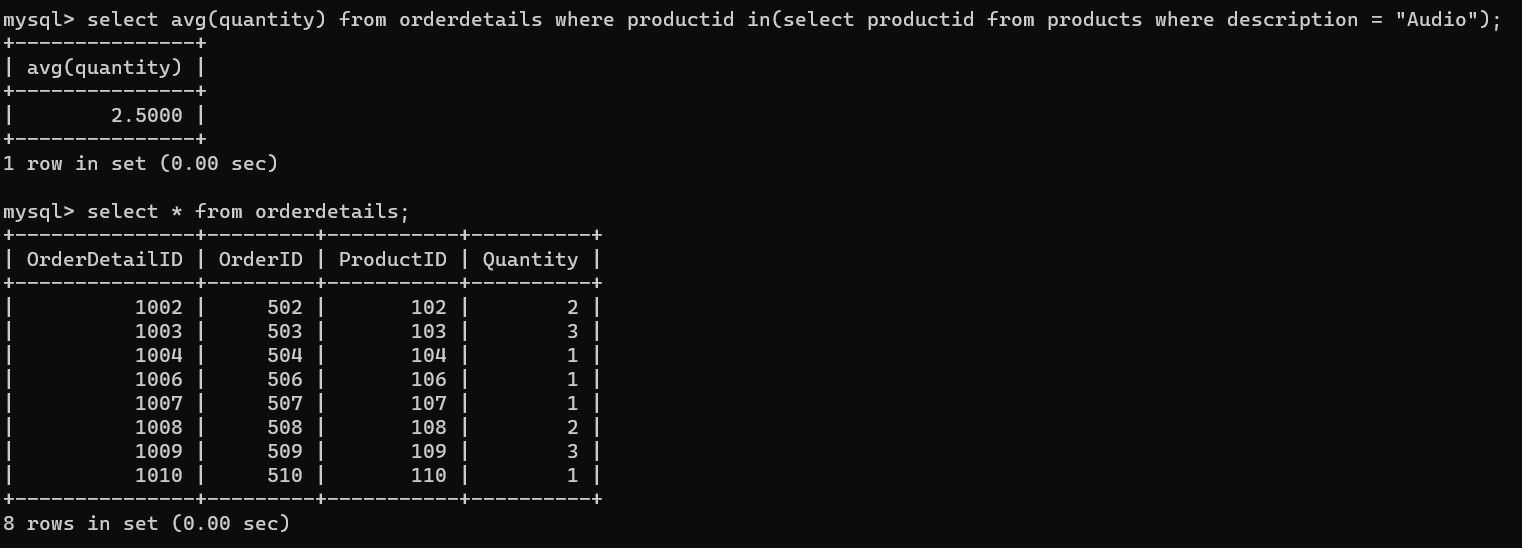 mysql> select avg(quantity) from orderdetails where productid in(select productid from products where description = "Audio");
+---------------+
| avg(quantity) |
+---------------+
|        2.5000 |
+---------------+
1 row in set (0.00 sec)

mysql> select * from orderdetails;
+---------------+---------+-----------+----------+
| OrderDetailID | OrderID | ProductID | Quantity |
+---------------+---------+-----------+----------+
|          1002 |     502 |       102 |        2 |
|          1003 |     503 |       103 |        3 |
|          1004 |     504 |       104 |        1 |
|          1006 |     506 |       106 |        1 |
|          1007 |     507 |       107 |        1 |
|          1008 |     508 |       108 |        2 |
|          1009 |     509 |       109 |        3 |
|          1010 |     510 |       110 |        1 |
+---------------+---------+-----------+----------+
8 rows in set (0.00 sec)